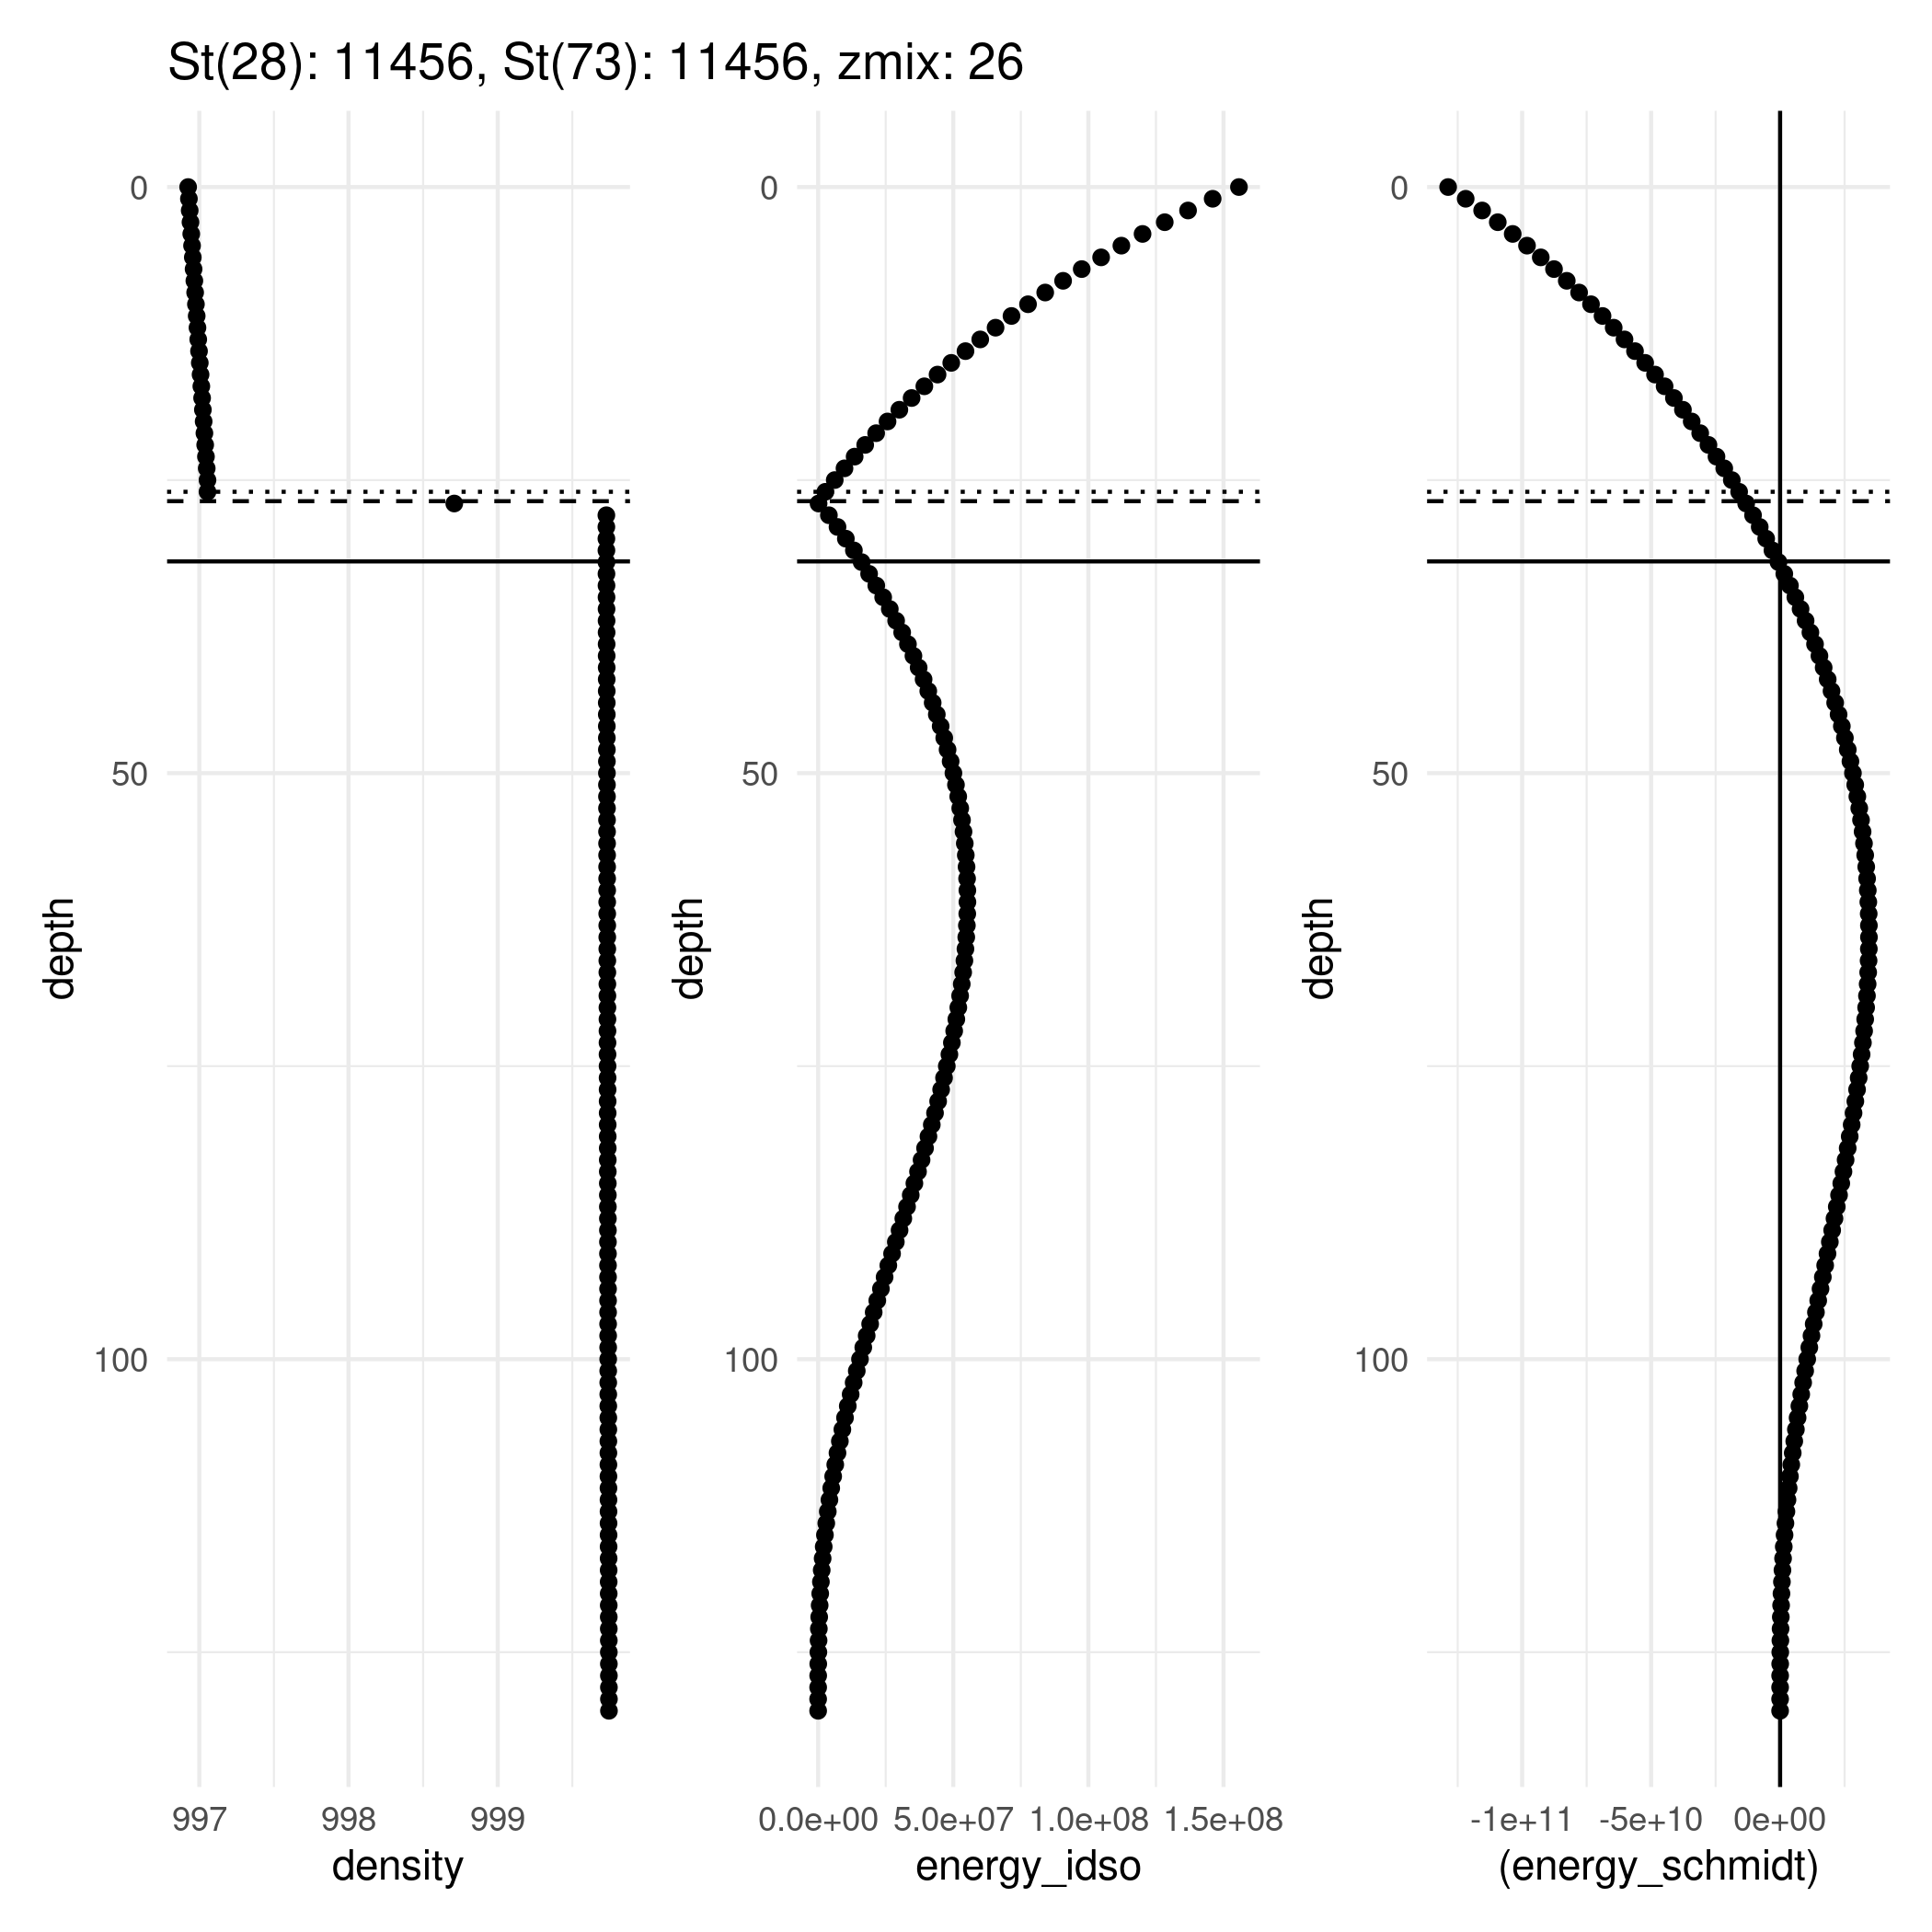 St(28): 11456, St(73): 11456, zmix: 26
0
50
100
depth
997
998
999
density
0
50
100
depth
0.0e+00
5.0e+07
1.0e+08
1.5e+08
energy_idso
0
50
100
depth
-1e+11
-5e+10
0e+00
(energy_schmidt)